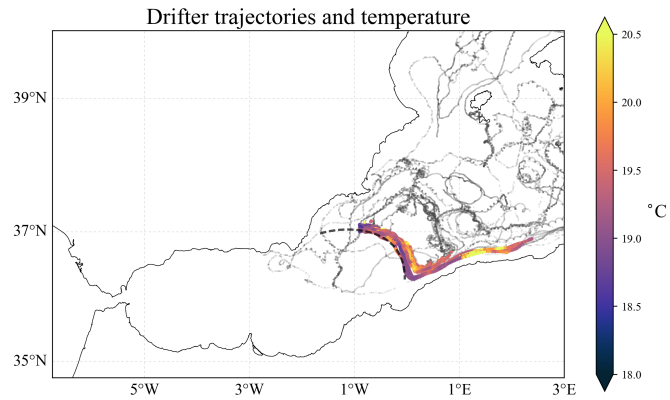 Drifter trajectories and temperature
39°N
37°N
35°N
5°W
3°W
1°W
1°E
3°E
20.5
20.0
19.5
°C
19.0
18.5
18.0